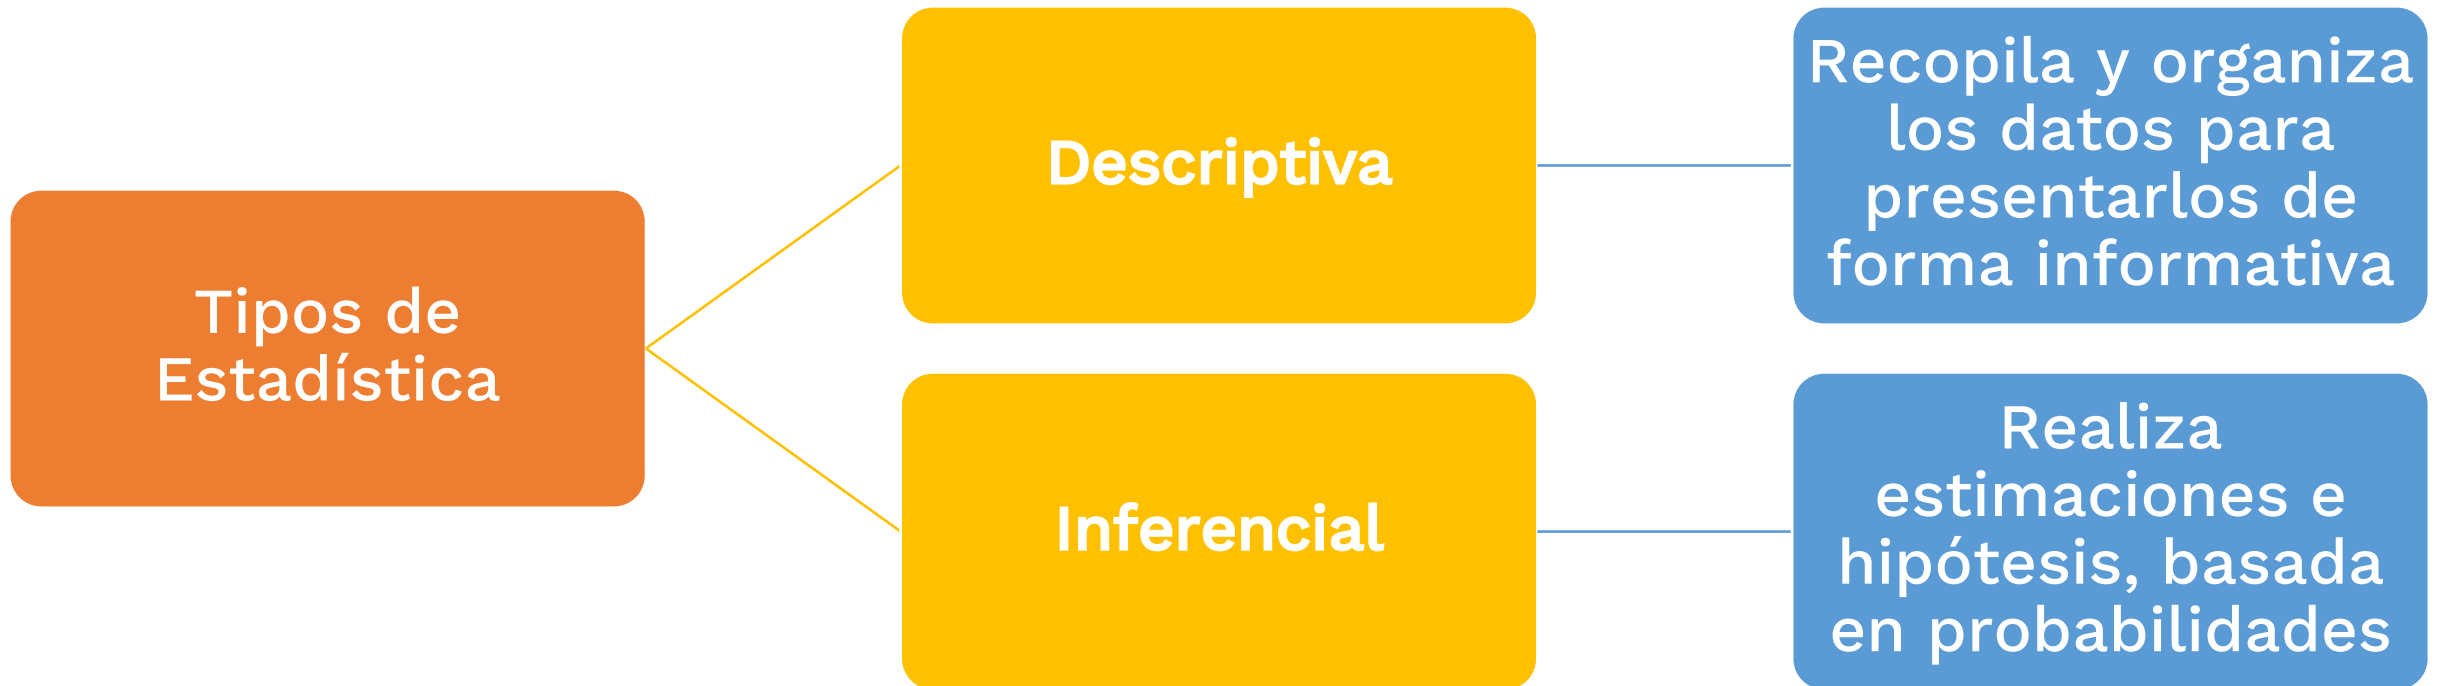 Tipos de
Estadística
Descriptiva
Recopila y organiza
los datos para
presentarlos de
forma informativa
Inferencial
Realiza
estimaciones e
hipótesis, basada
en probabilidades